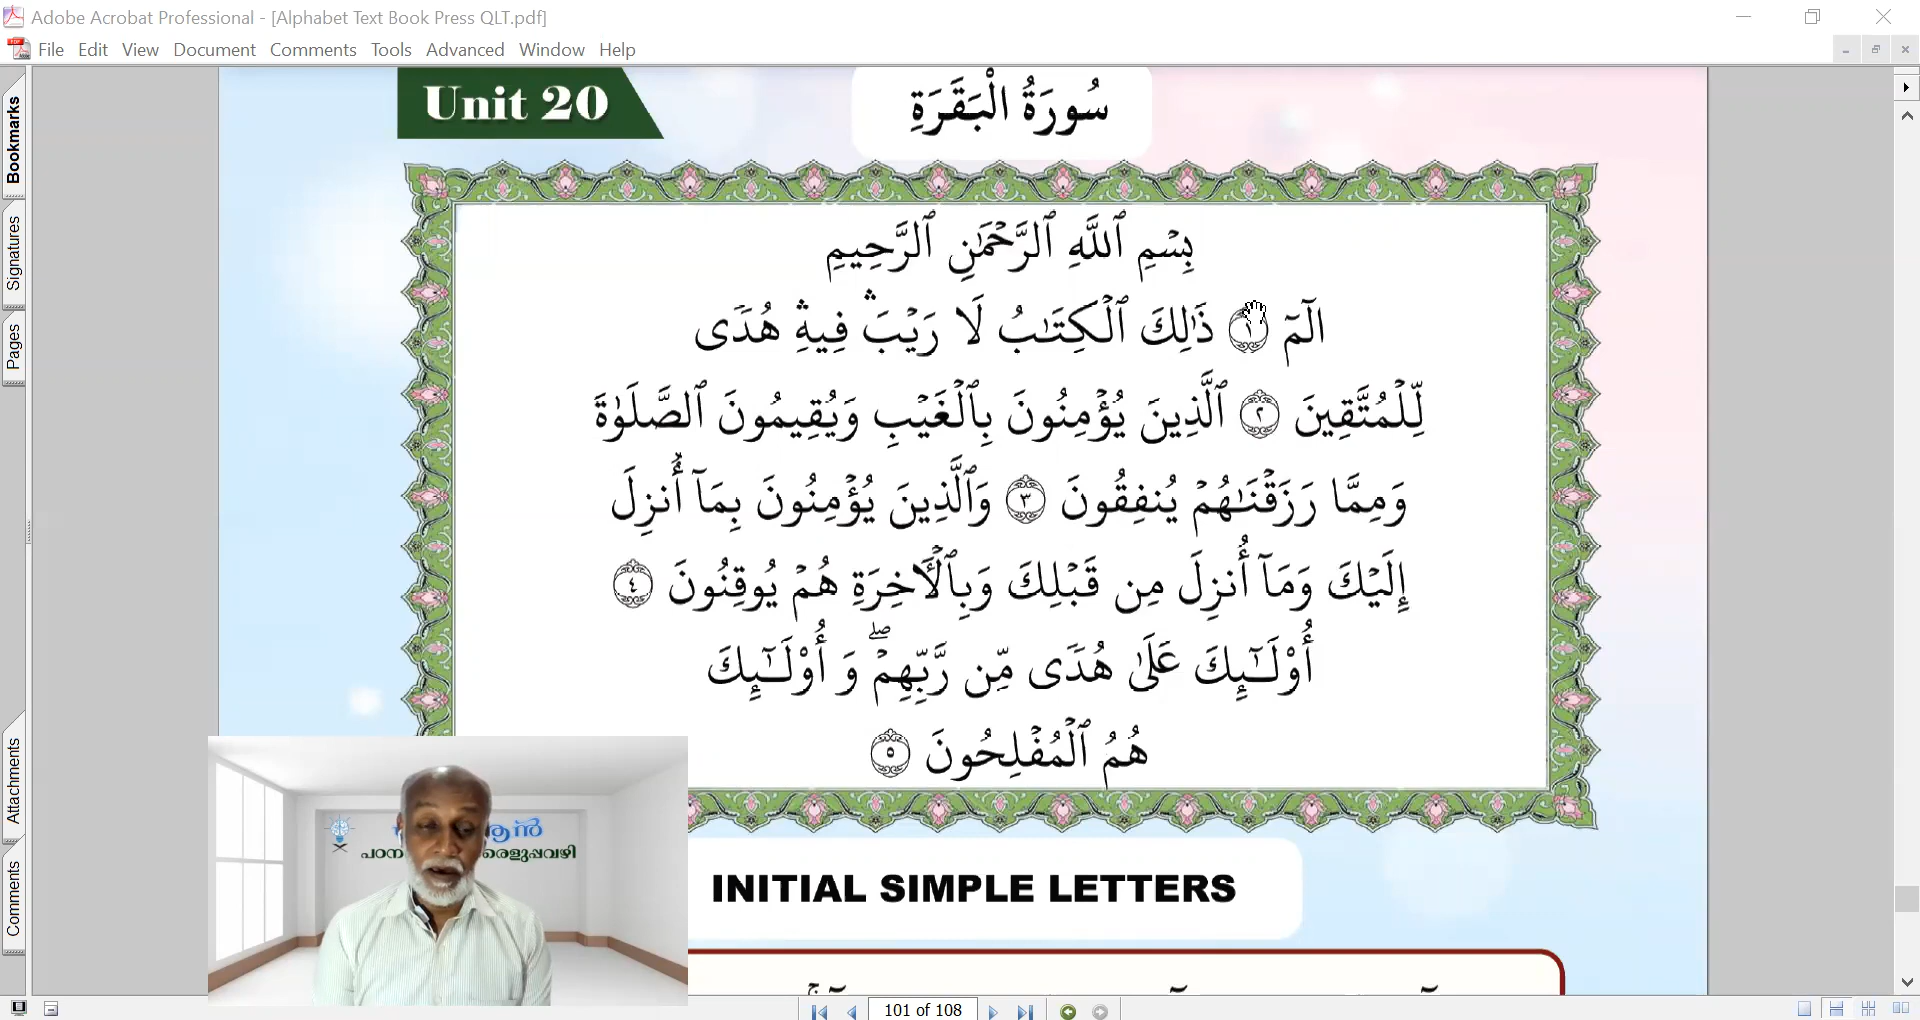 Adobe Acrobat Professional - [Alphabet Text Book Press QLT.pdf]
File Edit View Document Comments Tools Advanced Window Help
Bookmarks
Signatures
Pages
Attachments
Comments
Unit 20
سُورَةُ الْبَقَرَةِ
بِسْمِ ٱللَّهِ ٱلرَّحْمَٰنِ ٱلرَّحِيمِ
الٓمٓ ١ ذَٰلِكَ ٱلْكِتَٰبُ لَا رَيْبَ ۛ فِيهِ ۛ هُدًى
لِّلْمُتَّقِينَ ٢ ٱلَّذِينَ يُؤْمِنُونَ بِٱلْغَيْبِ وَيُقِيمُونَ ٱلصَّلَوٰةَ
وَمِمَّا رَزَقْنَٰهُمْ يُنفِقُونَ ٣ وَٱلَّذِينَ يُؤْمِنُونَ بِمَآ أُنزِلَ
إِلَيْكَ وَمَآ أُنزِلَ مِن قَبْلِكَ وَبِٱلْأَخِرَةِ هُمْ يُوقِنُونَ ٤
أُوْلَٰٓئِكَ عَلَىٰ هُدًى مِّن رَّبِّهِمْ ۖ وَ أُوْلَٰٓئِكَ
هُمُ ٱلْمُفْلِحُونَ ٥
INITIAL SIMPLE LETTERS
101 of 108